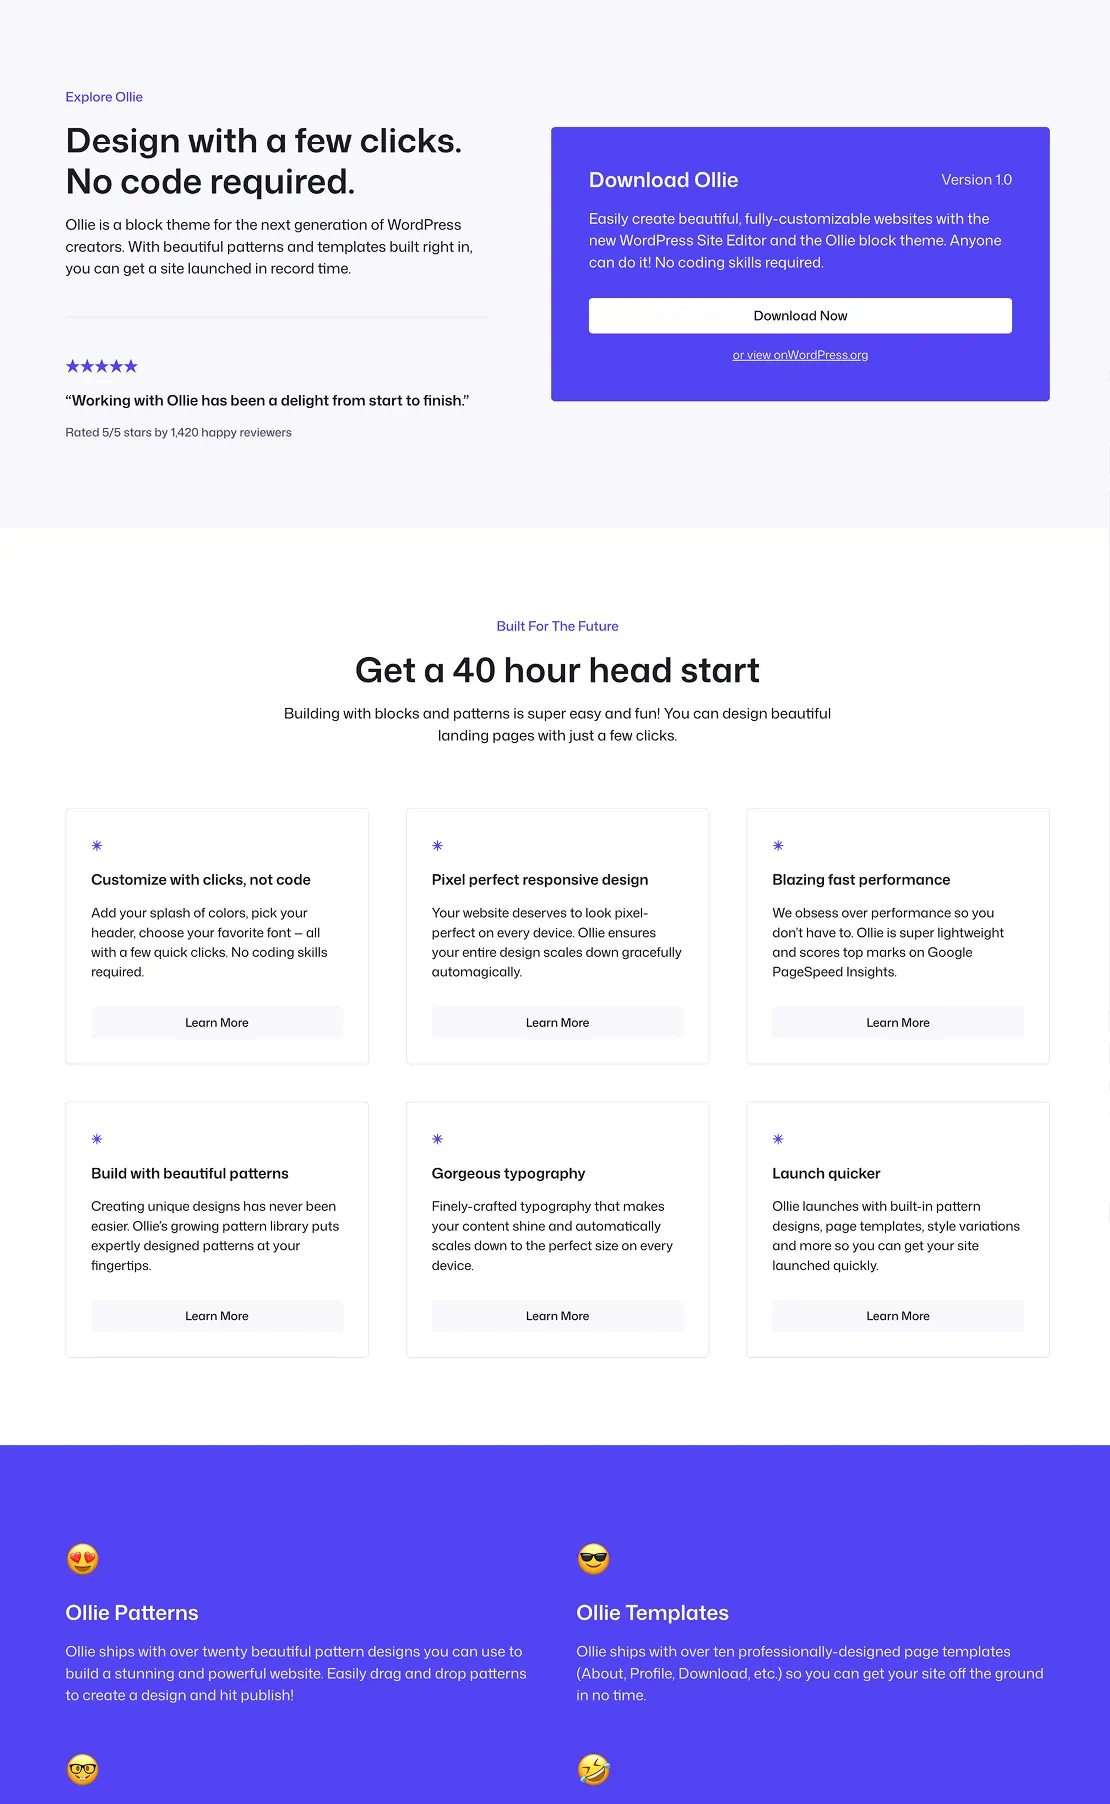 Explore Ollie
Design with a few clicks.
No code required.
Ollie is a block theme for the next generation of WordPress
creators. With beautiful patterns and templates built right in,
you can get a site launched in record time.
★★★★★
“Working with Ollie has been a delight from start to finish.”
Rated 5/5 stars by 1,420 happy reviewers
Download Ollie
Version 1.0
Easily create beautiful, fully-customizable websites with the
new WordPress Site Editor and the Ollie block theme. Anyone
can do it! No coding skills required.
Download Now
or view onWordPress.org
Built For The Future
Get a 40 hour head start
Building with blocks and patterns is super easy and fun! You can design beautiful
landing pages with just a few clicks.
Customize with clicks, not code
Add your splash of colors, pick your
header, choose your favorite font — all
with a few quick clicks. No coding skills
required.
Learn More
Pixel perfect responsive design
Your website deserves to look pixel-
perfect on every device. Ollie ensures
your entire design scales down gracefully
automagically.
Learn More
Blazing fast performance
We obsess over performance so you
don’t have to. Ollie is super lightweight
and scores top marks on Google
PageSpeed Insights.
Learn More
Build with beautiful patterns
Creating unique designs has never been
easier. Ollie’s growing pattern library puts
expertly designed patterns at your
fingertips.
Learn More
Gorgeous typography
Finely-crafted typography that makes
your content shine and automatically
scales down to the perfect size on every
device.
Learn More
Launch quicker
Ollie launches with built-in pattern
designs, page templates, style variations
and more so you can get your site
launched quickly.
Learn More
Ollie Patterns
Ollie ships with over twenty beautiful pattern designs you can use to
build a stunning and powerful website. Easily drag and drop patterns
to create a design and hit publish!
Ollie Templates
Ollie ships with over ten professionally-designed page templates
(About, Profile, Download, etc.) so you can get your site off the ground
in no time.